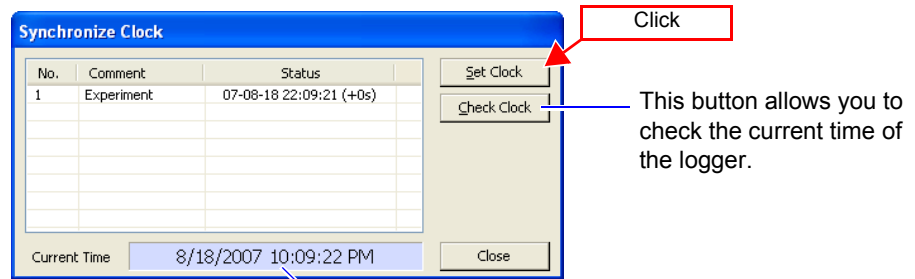 Click
Synchronize Clock
No. Comment Status
1 Experiment 07-08-18 22:09:21 (+0s)
Set Clock
Check Clock
This button allows you to
check the current time of
the logger.
Current Time 8/18/2007 10:09:22 PM
Close